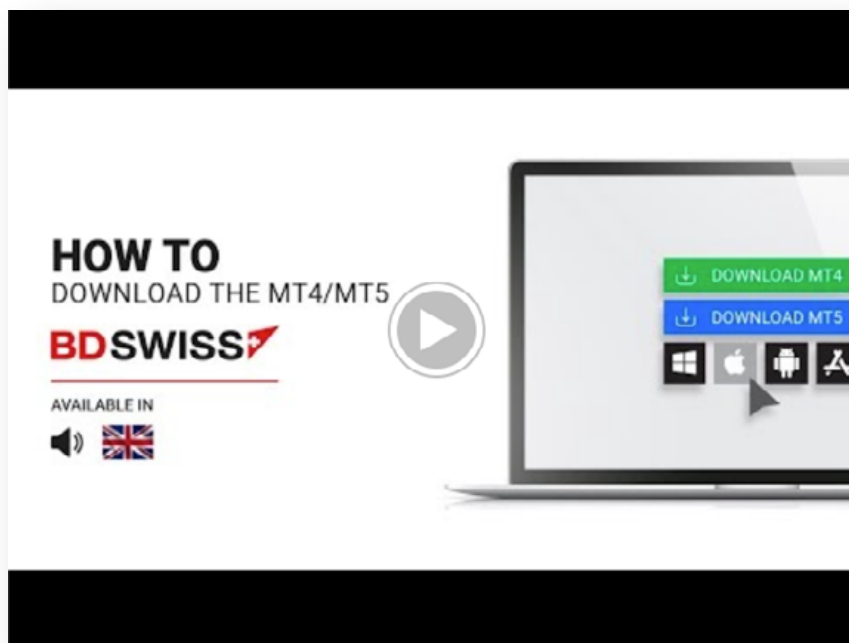 HOW TO
DOWNLOAD THE MT4/MT5
BDSWISS
AVAILABLE IN
DOWNLOAD MT4
DOWNLOAD MT5